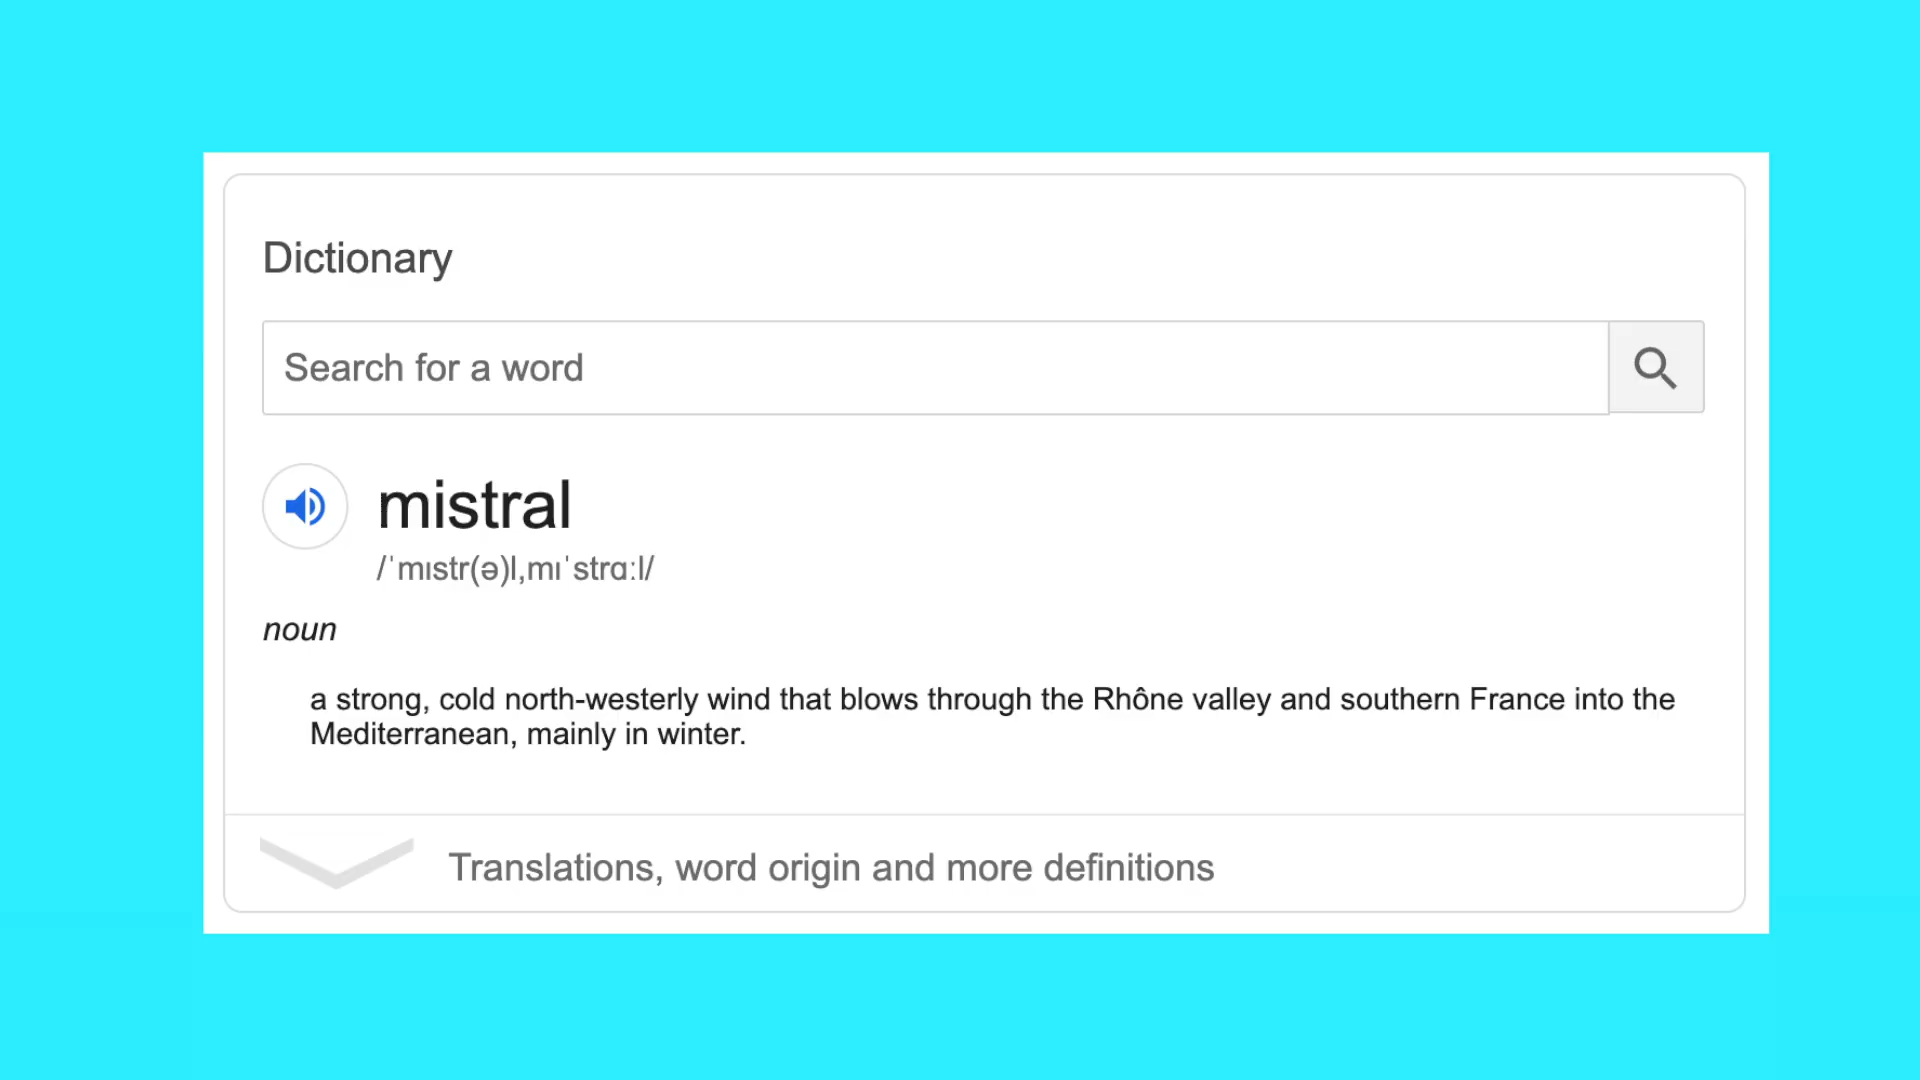 Dictionary
Search for a word
mistral
/ˈmɪstr(ə)l,mɪˈstrɑːl/
noun
a strong, cold north-westerly wind that blows through the Rhône valley and southern France into the
Mediterranean, mainly in winter.
Translations, word origin and more definitions